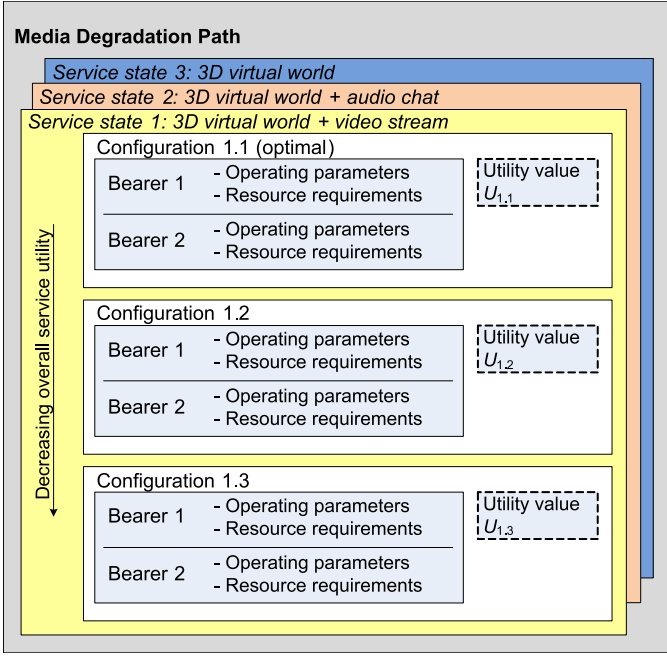 Media Degradation Path
Service state 3: 3D virtual world
Service state 2: 3D virtual world + audio chat
Service state 1: 3D virtual world + video stream
Decreasing overall service utility
Configuration 1.1 (optimal)
Bearer 1
- Operating parameters
- Resource requirements
Bearer 2
- Operating parameters
- Resource requirements
Utility value
U1.1
Configuration 1.2
Bearer 1
- Operating parameters
- Resource requirements
Bearer 2
- Operating parameters
- Resource requirements
Utility value
U1.2
Configuration 1.3
Bearer 1
- Operating parameters
- Resource requirements
Bearer 2
- Operating parameters
- Resource requirements
Utility value
U1.3